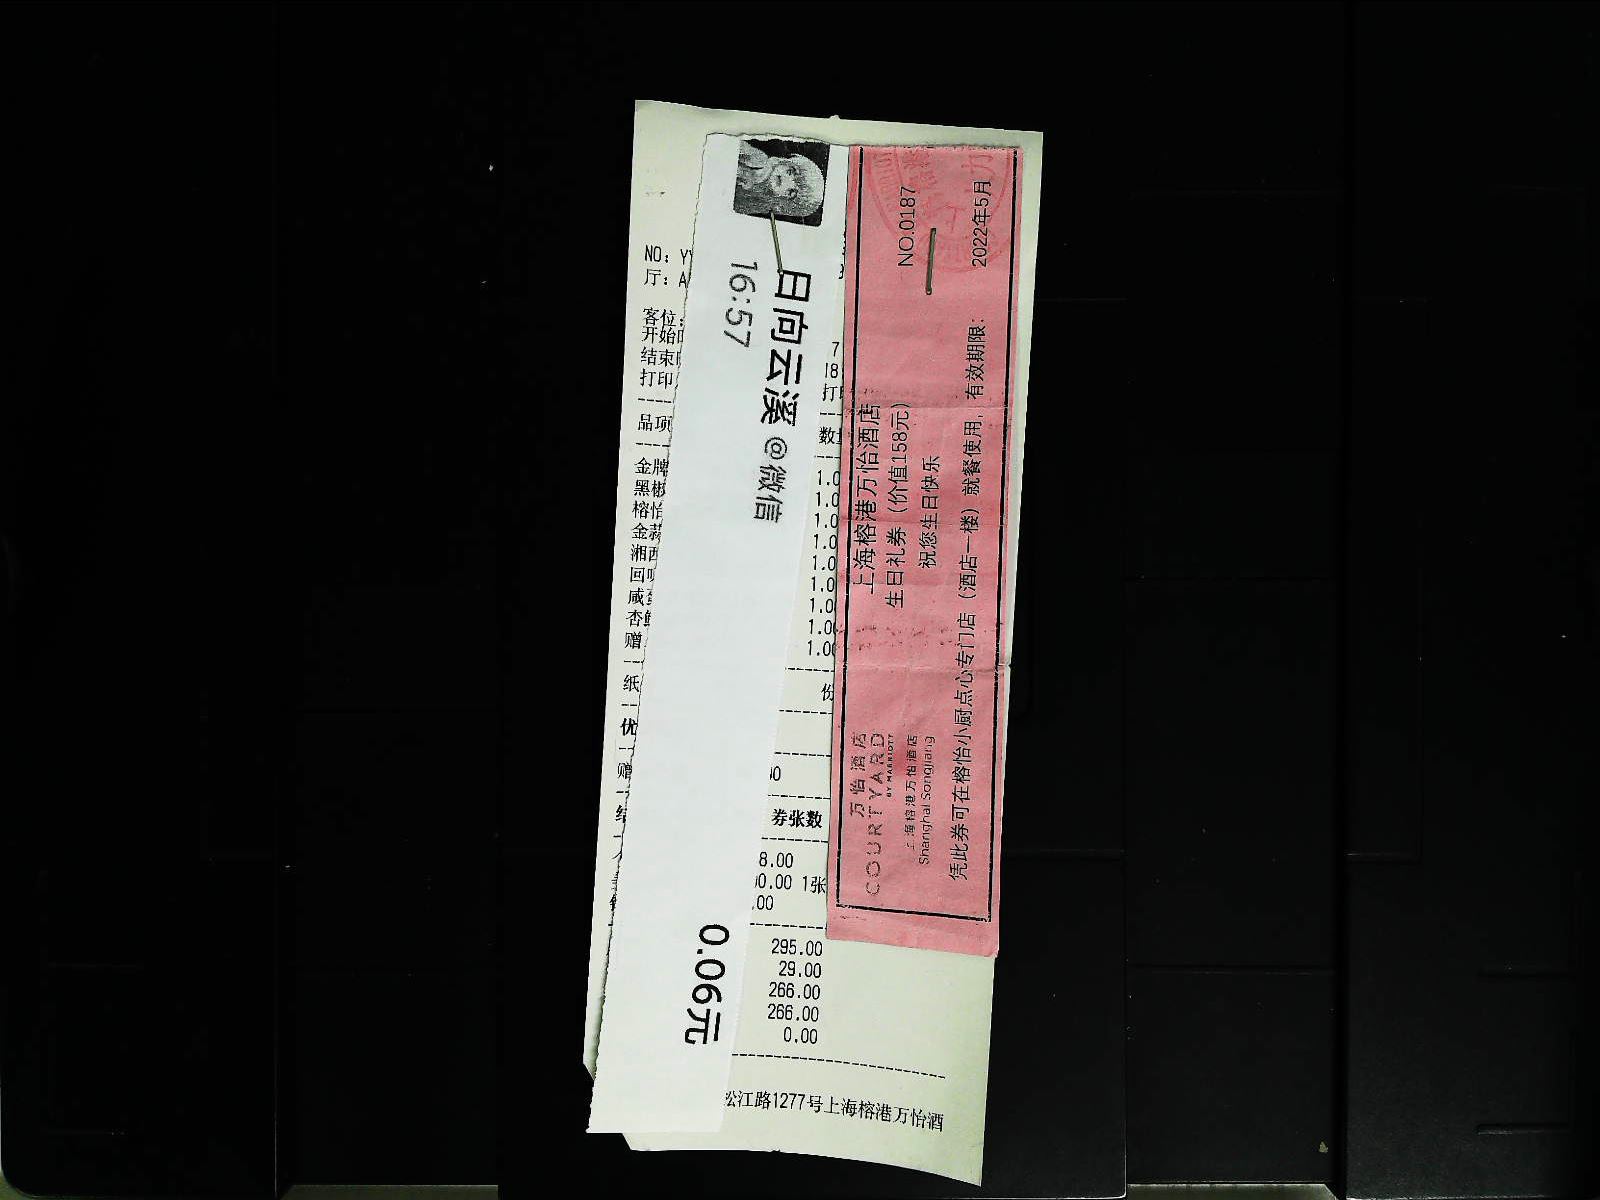 NO: YY
厅: A
客位:
开始
结束
打印
品项
金牌
黑椒
榕怡
金蒜
湘西
回
咸蛋
杏鲍
赠
纸
优
赠
7
18
打印
数量
1.0
1.0
1.0
1.0
1.0
1.0
1.00
1.00
1.00
份
券张数
8.00
00.00 1张
.00
295.00
29.00
266.00
266.00
0.00
松江路1277号上海榕港万怡酒
日向云溪 @微信
16:57
0.06元
NO.0187
上海榕港万怡酒店
生日礼券（价值158元）
祝您生日快乐
凭此券可在榕怡小厨点心专门店（酒店一楼）就餐使用，有效期限： 2022年5月
万怡酒店
COURTYARD
BY MARRIOTT
上海榕港万怡酒店
Shanghai Songjiang